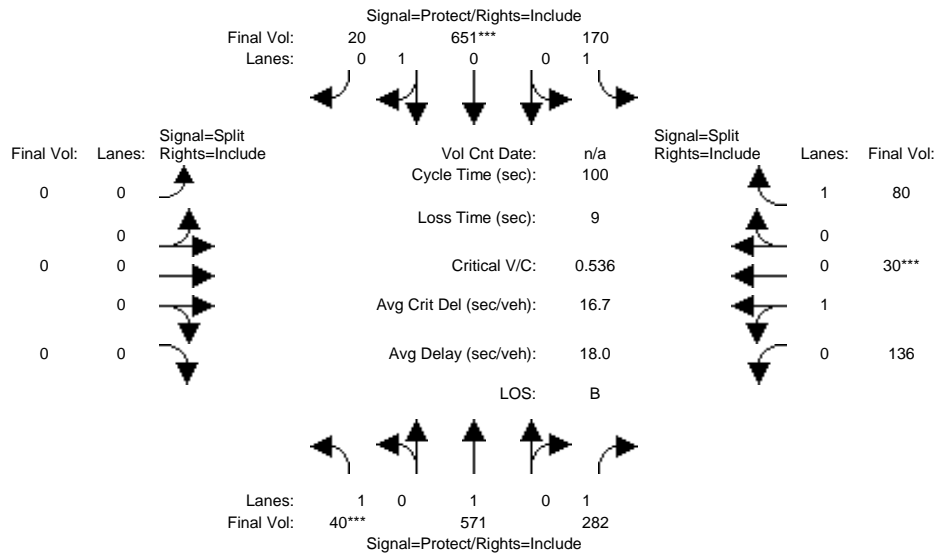 Signal=Protect/Rights=Include
Final Vol: 20 651*** 170
Lanes: 0 1 0 0 1
Signal=Split
Final Vol: Lanes: Rights=Include
Vol Cnt Date: n/a
Signal=Split
Rights=Include Lanes: Final Vol:
Cycle Time (sec): 100
0 0
1 80
Loss Time (sec): 9
0
0
0 0
Critical V/C: 0.536
0 30***
0
Avg Crit Del (sec/veh): 16.7
1
0 0
Avg Delay (sec/veh): 18.0
0 136
LOS: B
Lanes: 1 0 1 0 1
Final Vol: 40*** 571 282
Signal=Protect/Rights=Include